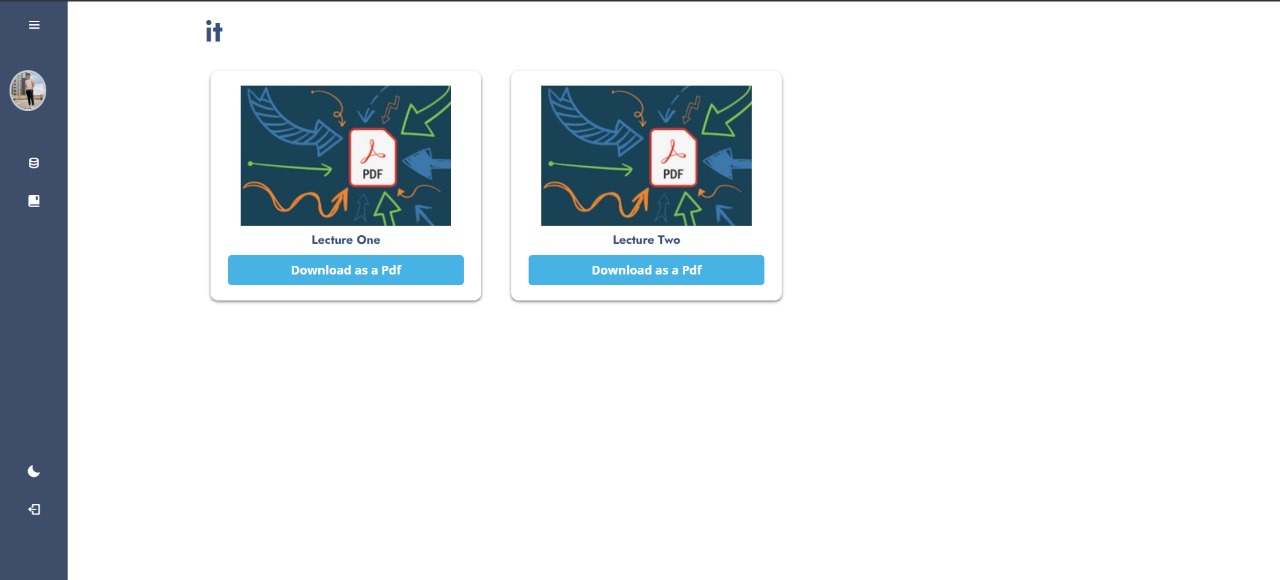 it
PDF
PDF
Lecture One
Lecture Two
Download as a Pdf
Download as a Pdf